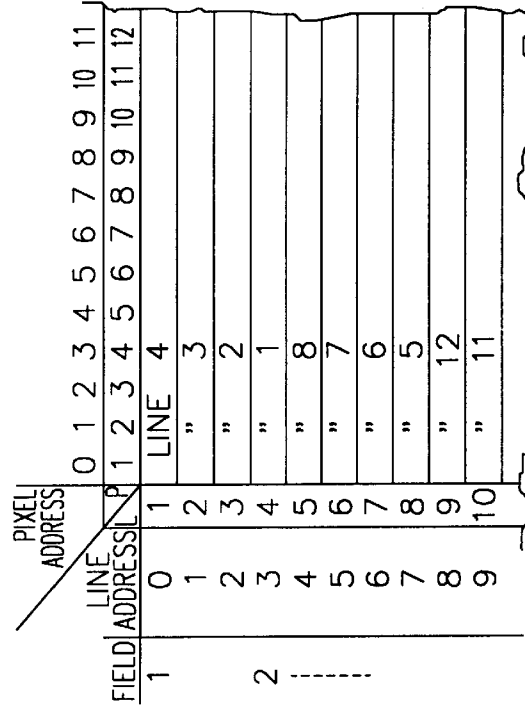 PIXEL
ADDRESS 0 1 2 3 4 5 6 7 8 9 10 11
LINE
FIELD ADDRESS L P 1 2 3 4 5 6 7 8 9 10 11 12
1 0 1 LINE 4
1 2 " 3
2 3 " 2
2 3 4 " 1
4 5 " 8
5 6 " 7
6 7 " 6
7 8 " 5
8 9 " 12
9 10 " 11